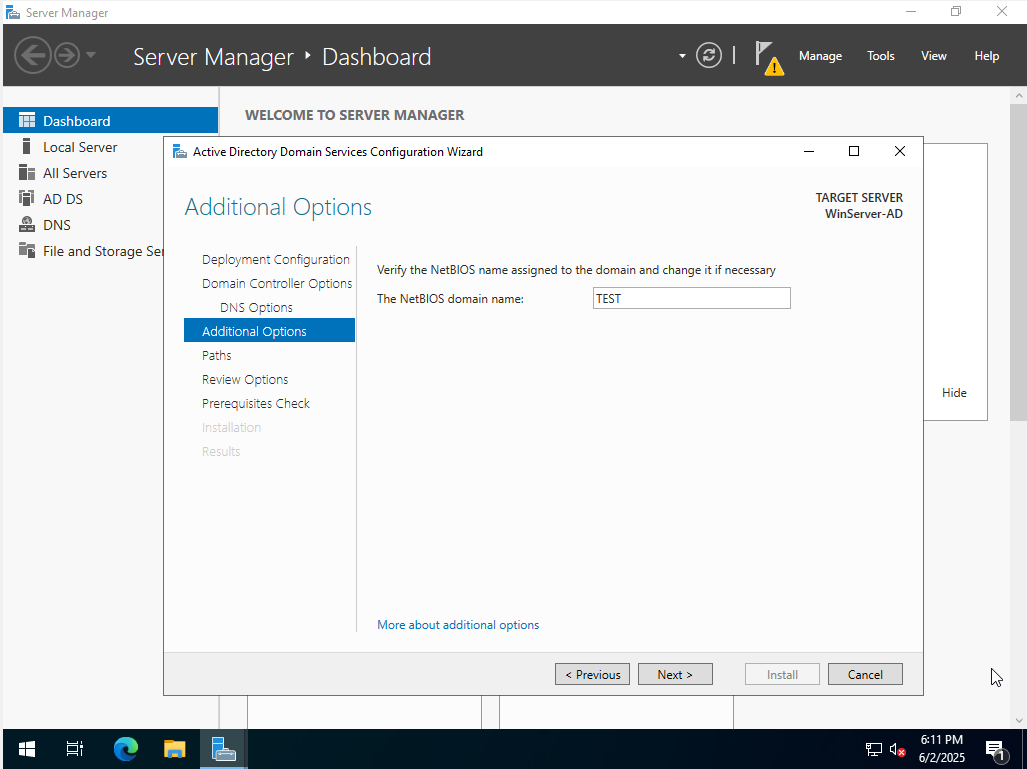 Server Manager
Server Manager ‣ Dashboard
Manage Tools View Help
Dashboard
Local Server
All Servers
AD DS
DNS
File and Storage Ser
WELCOME TO SERVER MANAGER
Active Directory Domain Services Configuration Wizard
Additional Options
TARGET SERVER
WinServer-AD
Deployment Configuration
Domain Controller Options
DNS Options
Additional Options
Paths
Review Options
Prerequisites Check
Installation
Results
Verify the NetBIOS name assigned to the domain and change it if necessary
The NetBIOS domain name: TEST
More about additional options
Hide
< Previous Next > Install Cancel
6:11 PM
6/2/2025
1